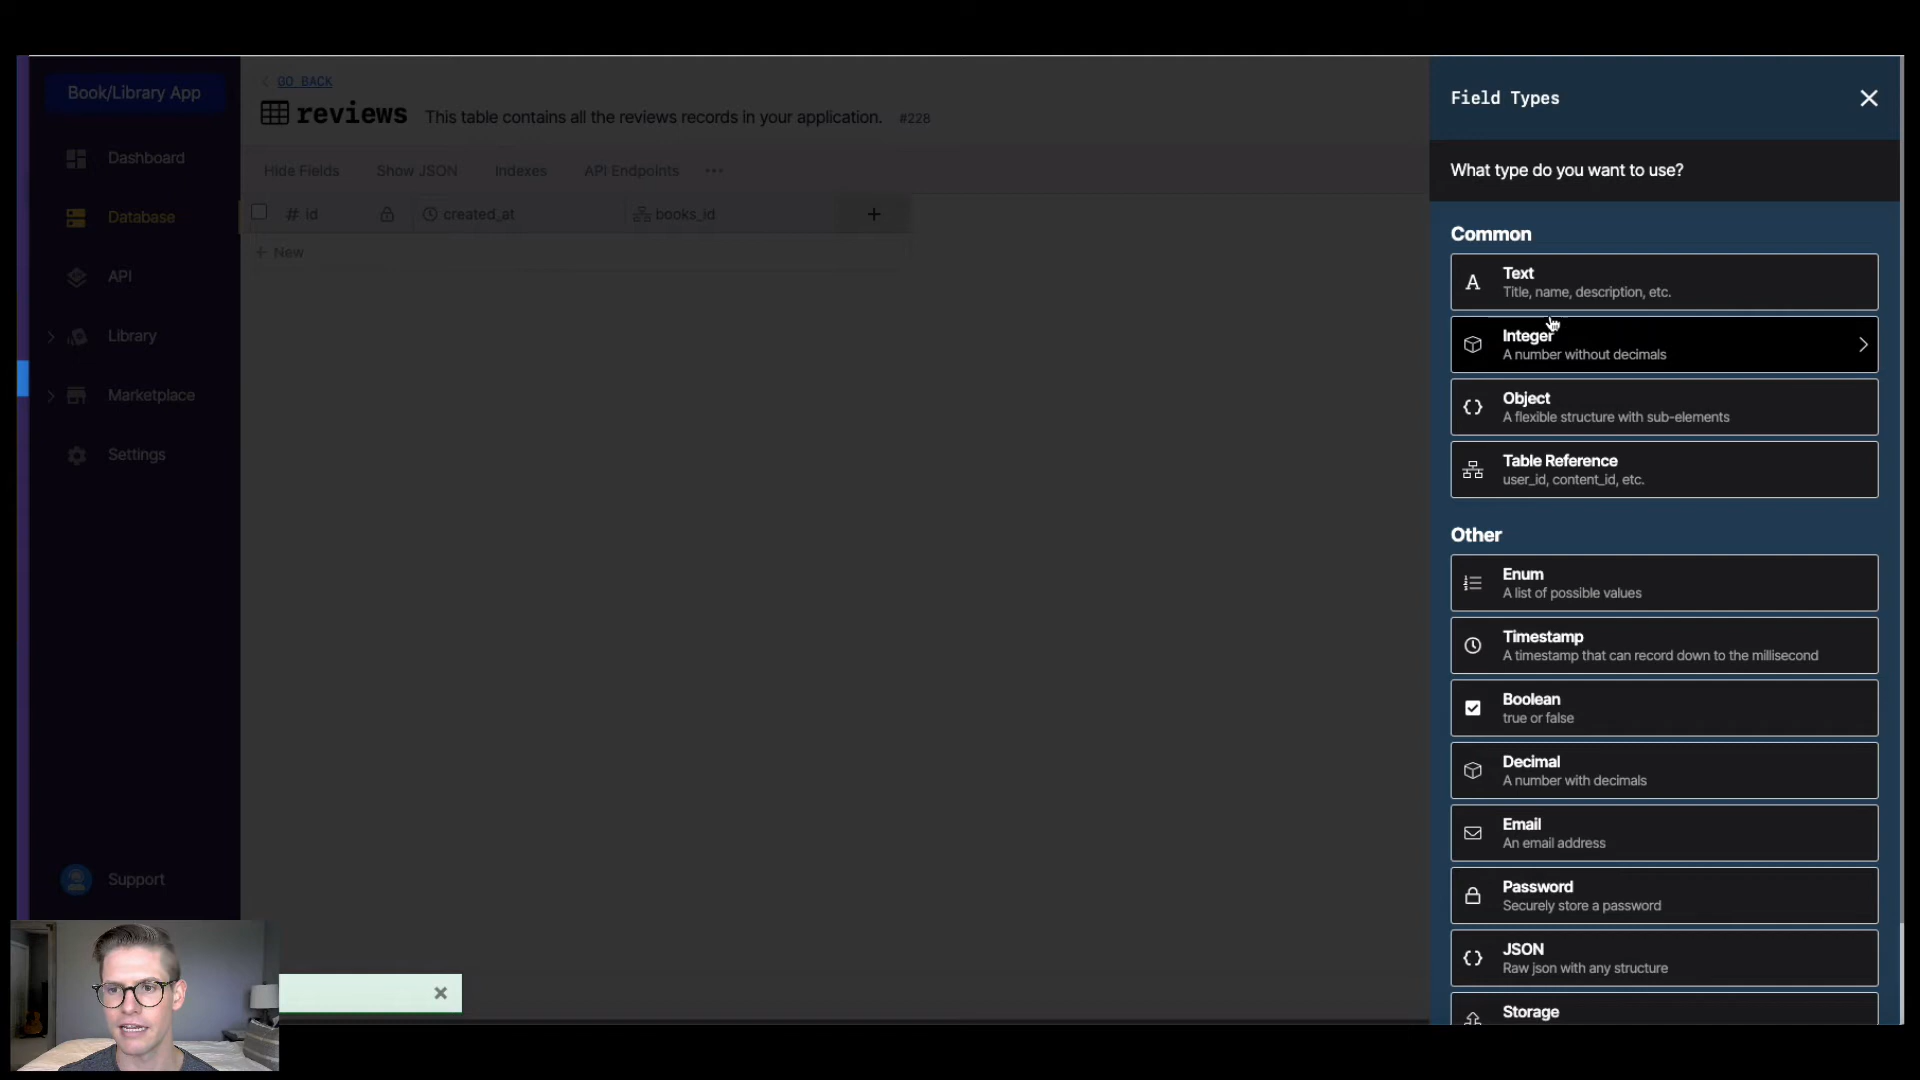 Book/Library App
Dashboard
Database
API
Library
Marketplace
Settings
Support
GO BACK
reviews This table contains all the reviews records in your application. #228
Hide Fields Show JSON Indexes API Endpoints
# id created_at books_id +
+ New
Field Types
What type do you want to use?
Common
A Text
Title, name, description, etc.
Integer
A number without decimals
Object
A flexible structure with sub-elements
Table Reference
user_id, content_id, etc.
Other
Enum
A list of possible values
Timestamp
A timestamp that can record down to the millisecond
Boolean
true or false
Decimal
A number with decimals
Email
An email address
Password
Securely store a password
JSON
Raw json with any structure
Storage